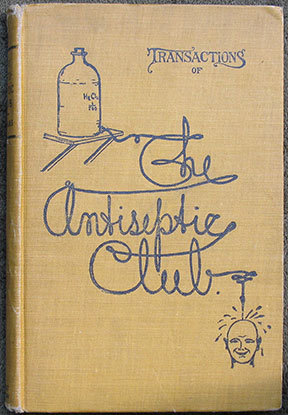 TRANSACTIONS
OF
The
Antiseptic
Club.